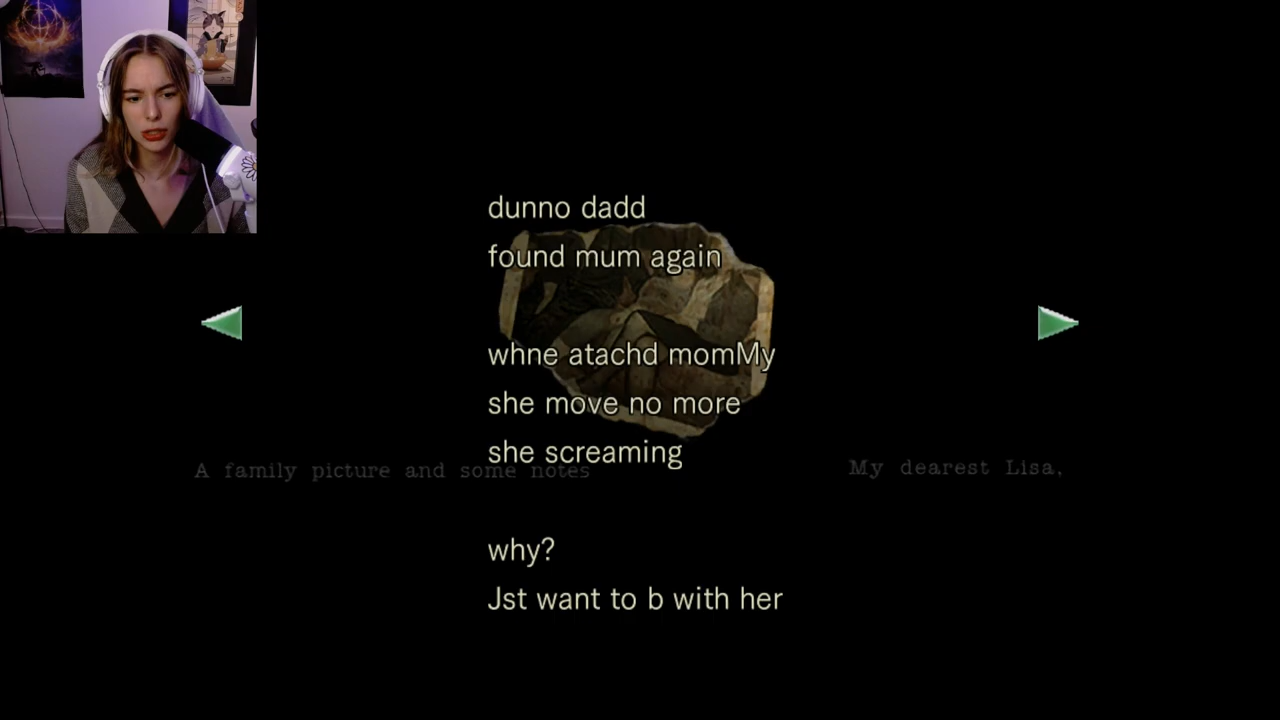 dunno dadd
found mum again
whne atachd momMy
she move no more
she screaming
A family picture and some notes
My dearest Lisa,
why?
Jst want to b with her